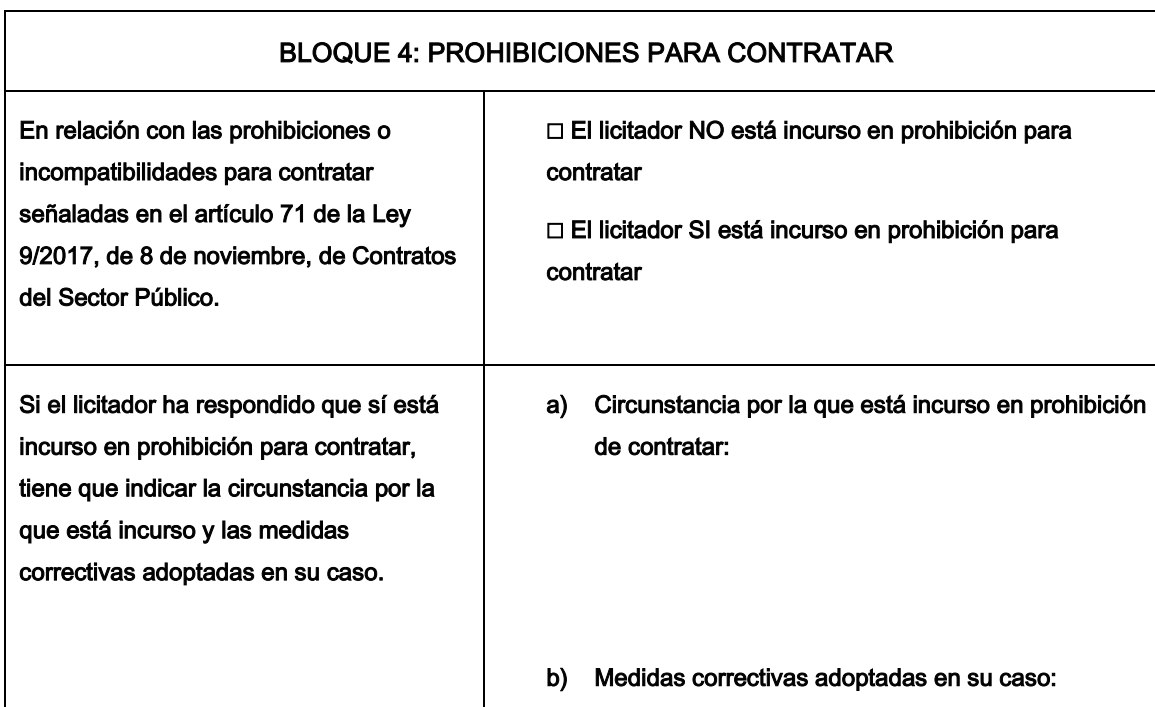 BLOQUE 4: PROHIBICIONES PARA CONTRATAR
En relación con las prohibiciones o
incompatibilidades para contratar
señaladas en el artículo 71 de la Ley
9/2017, de 8 de noviembre, de Contratos
del Sector Público.
□ El licitador NO está incurso en prohibición para
contratar
□ El licitador SI está incurso en prohibición para
contratar
Si el licitador ha respondido que sí está
incurso en prohibición para contratar,
tiene que indicar la circunstancia por la
que está incurso y las medidas
correctivas adoptadas en su caso.
a) Circunstancia por la que está incurso en prohibición
de contratar:
b) Medidas correctivas adoptadas en su caso: